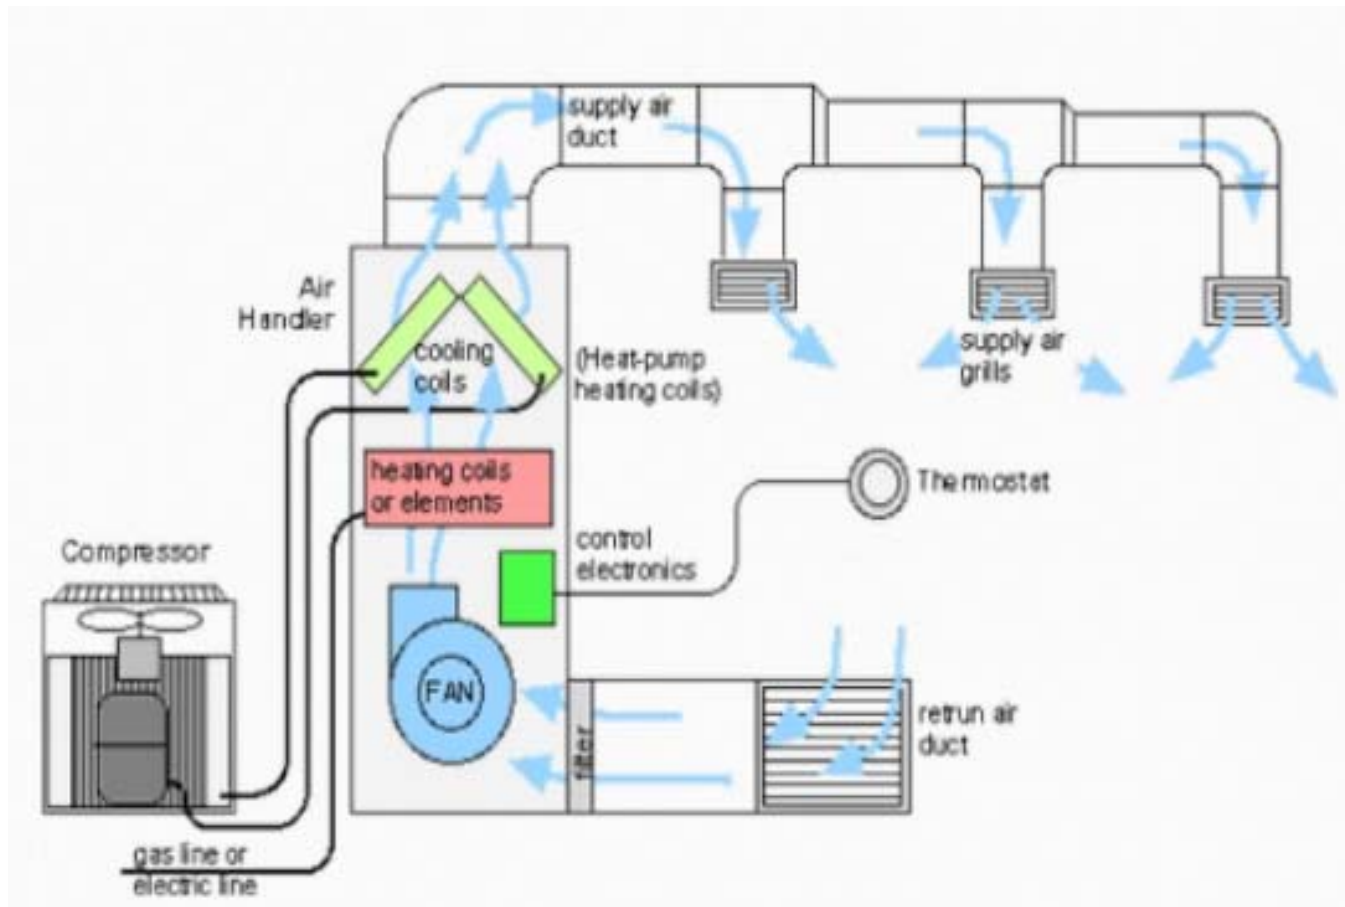 supply air
duct
Air
Handler
cooling
coils
(Heat-pump
heating coils)
supply air
grills
heating coils
or elements
Thermostat
Compressor
control
electronics
FAN
filter
retrun air
duct
gas line or
electric line